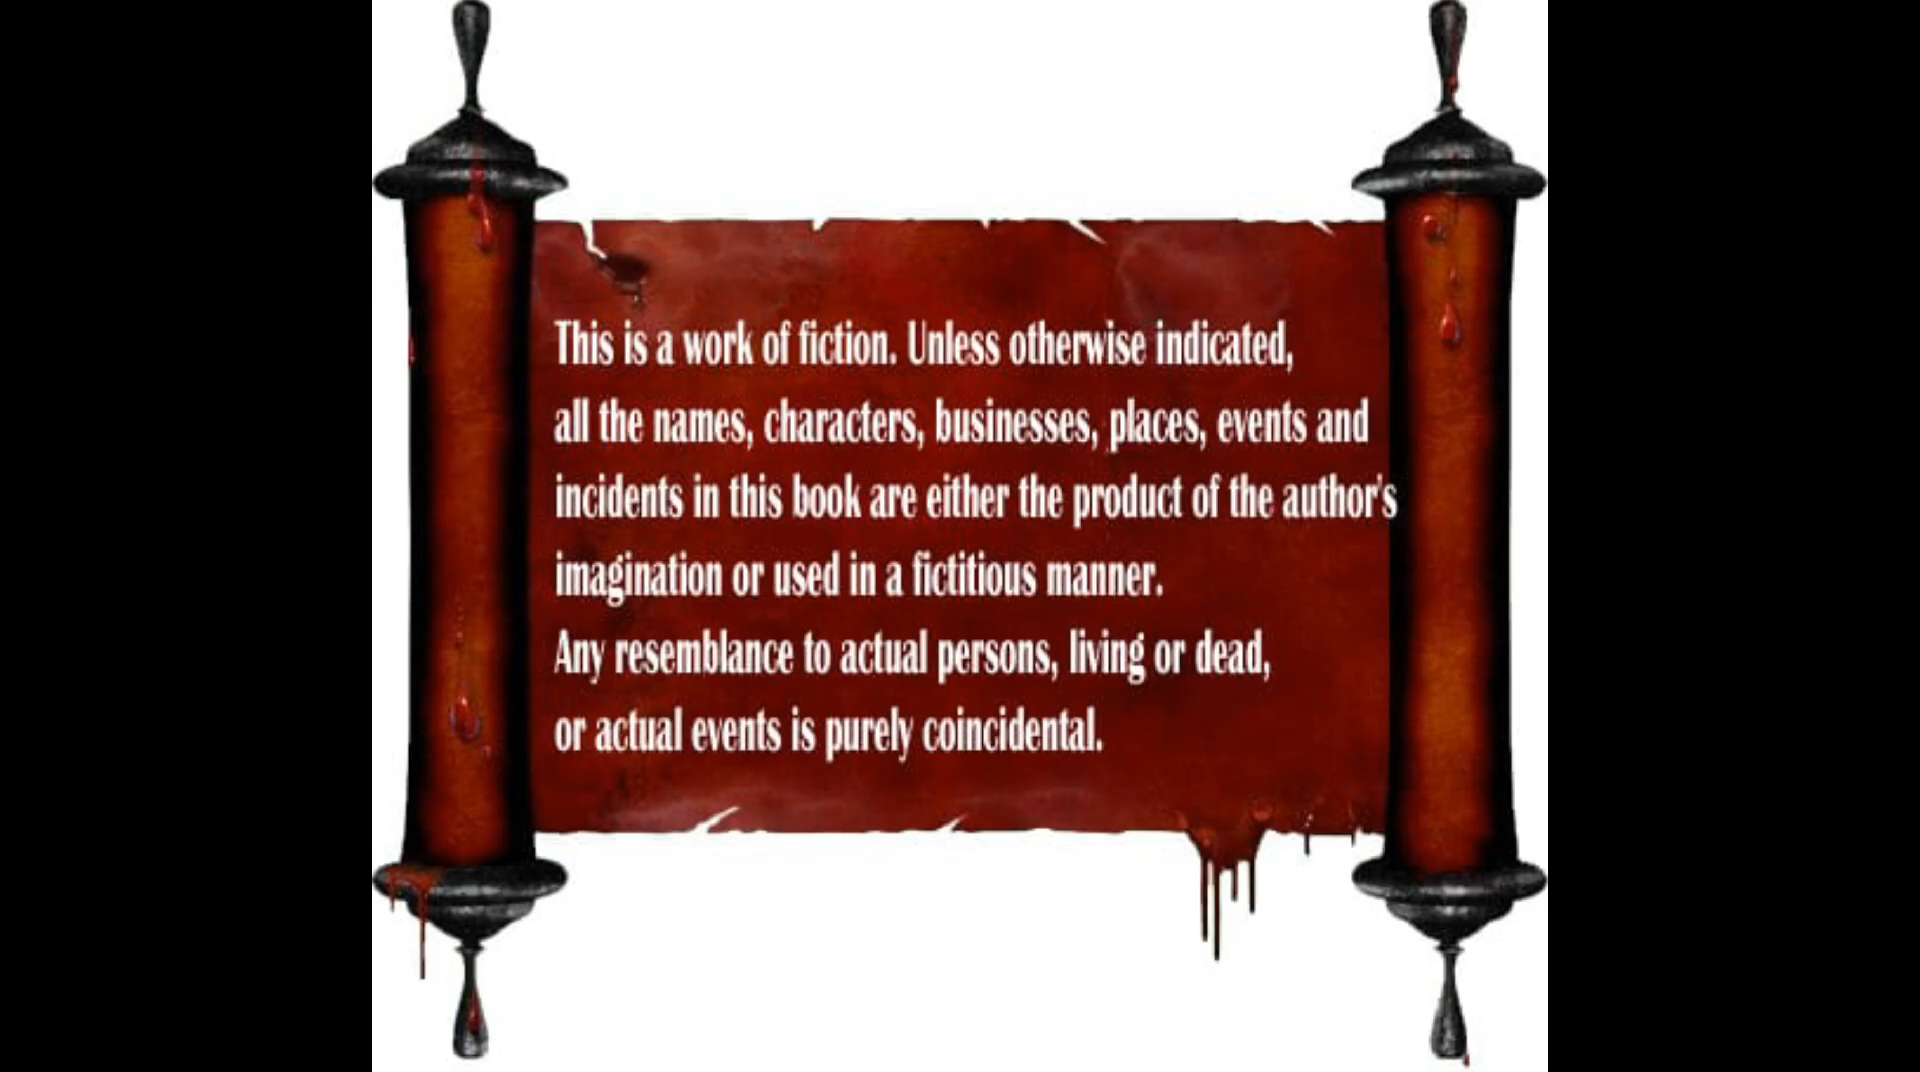 This is a work of fiction. Unless otherwise indicated,
all the names, characters, businesses, places, events and
incidents in this book are either the product of the author's
imagination or used in a fictitious manner.
Any resemblance to actual persons, living or dead,
or actual events is purely coincidental.